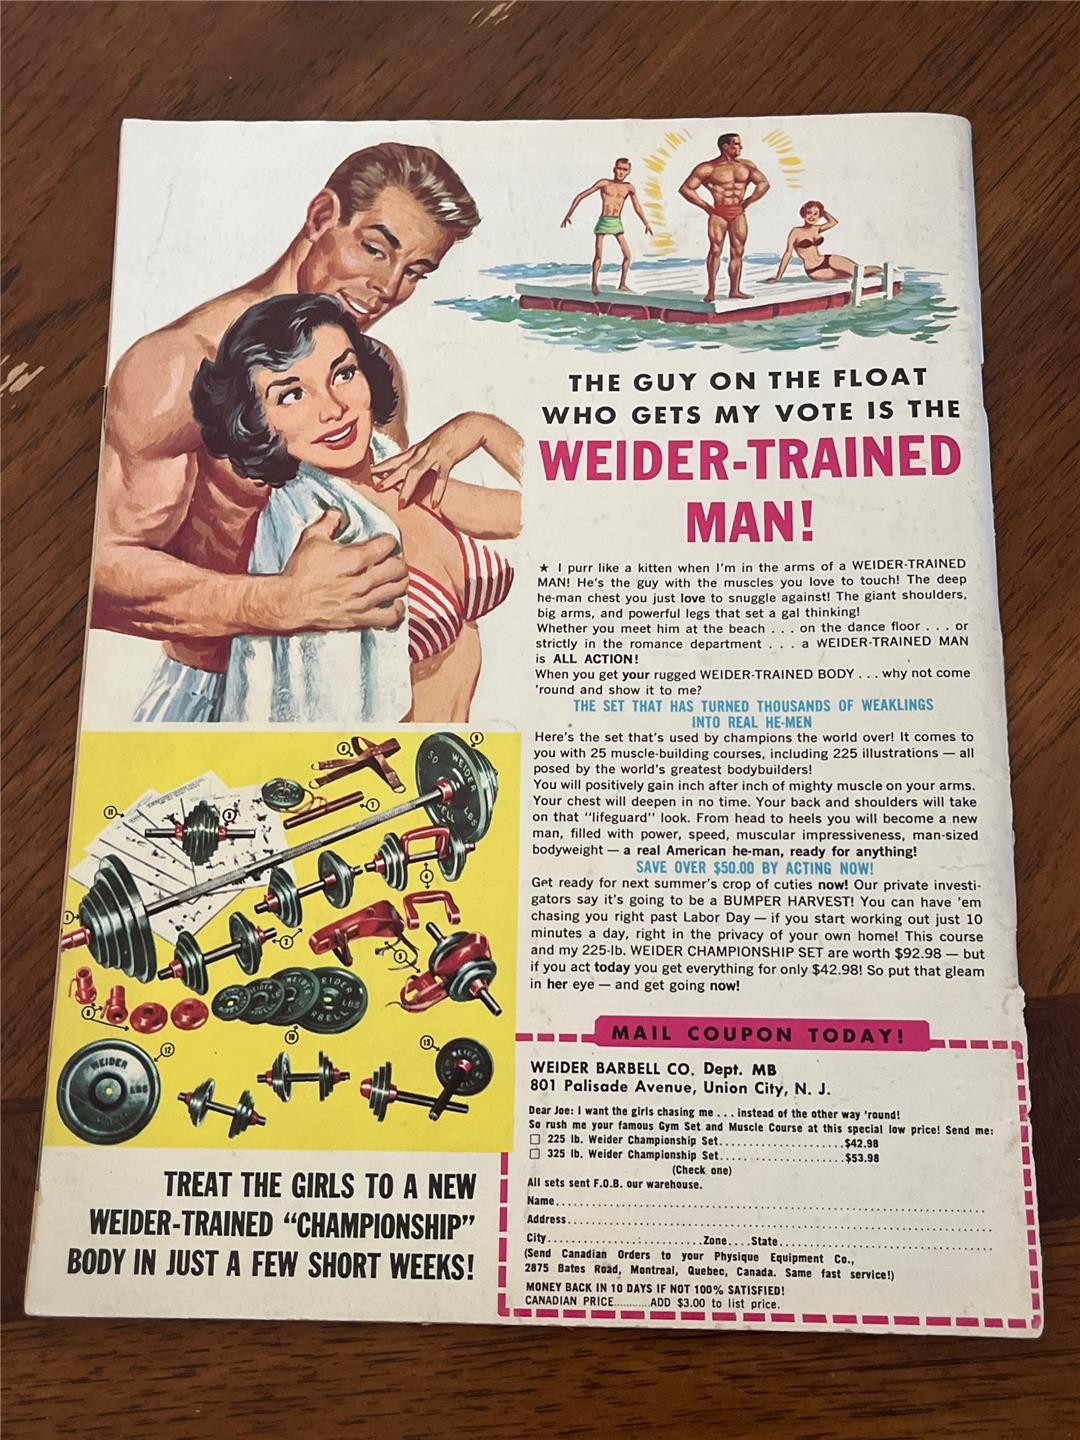 THE GUY ON THE FLOAT
WHO GETS MY VOTE IS THE
WEIDER-TRAINED
MAN!
★ I purr like a kitten when I'm in the arms of a WEIDER-TRAINED
MAN! He's the guy with the muscles you love to touch! The deep
he-man chest you just love to snuggle against! The giant shoulders,
big arms, and powerful legs that set a gal thinking!
Whether you meet him at the beach . . . on the dance floor . . . or
strictly in the romance department . . . a WEIDER-TRAINED MAN
is ALL ACTION!
When you get your rugged WEIDER-TRAINED BODY . . . why not come
'round and show it to me?
THE SET THAT HAS TURNED THOUSANDS OF WEAKLINGS
INTO REAL HE-MEN
Here's the set that's used by champions the world over! It comes to
you with 25 muscle-building courses, including 225 illustrations — all
posed by the world's greatest bodybuilders!
You will positively gain inch after inch of mighty muscle on your arms.
Your chest will deepen in no time. Your back and shoulders will take
on that "lifeguard" look. From head to heels you will become a new
man, filled with power, speed, muscular impressiveness, man-sized
bodyweight — a real American he-man, ready for anything!
SAVE OVER $50.00 BY ACTING NOW!
Get ready for next summer's crop of cuties now! Our private investi-
gators say it's going to be a BUMPER HARVEST! You can have 'em
chasing you right past Labor Day — if you start working out just 10
minutes a day, right in the privacy of your own home! This course
and my 225-lb. WEIDER CHAMPIONSHIP SET are worth $92.98 — but
if you act today you get everything for only $42.98! So put that gleam
in her eye — and get going now!
50 WEIDER
BELL LBS
11
3
6
9
7
1
2
4
5
8
10
12
13
WEIDER
LBS
WEIDER
RBELL LBS
TREAT THE GIRLS TO A NEW
WEIDER-TRAINED "CHAMPIONSHIP"
BODY IN JUST A FEW SHORT WEEKS!
MAIL COUPON TODAY!
WEIDER BARBELL CO. Dept. MB
801 Palisade Avenue, Union City, N. J.
Dear Joe: I want the girls chasing me . . . instead of the other way 'round!
So rush me your famous Gym Set and Muscle Course at this special low price! Send me:
☐ 225 lb. Weider Championship Set........................$42.98
☐ 325 lb. Weider Championship Set........................$53.98
(Check one)
All sets sent F.O.B. our warehouse.
Name............................................................
Address............................................................
City..............................Zone....State..............................
(Send Canadian Orders to your Physique Equipment Co.,
2875 Bates Road, Montreal, Quebec, Canada. Same fast service!)
MONEY BACK IN 10 DAYS IF NOT 100% SATISFIED!
CANADIAN PRICE............ADD $3.00 to list price.